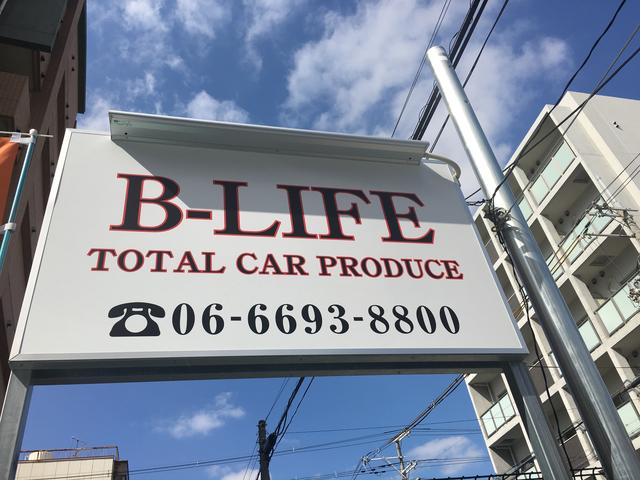 B-LIFE
TOTAL CAR PRODUCE
☎06-6693-8800